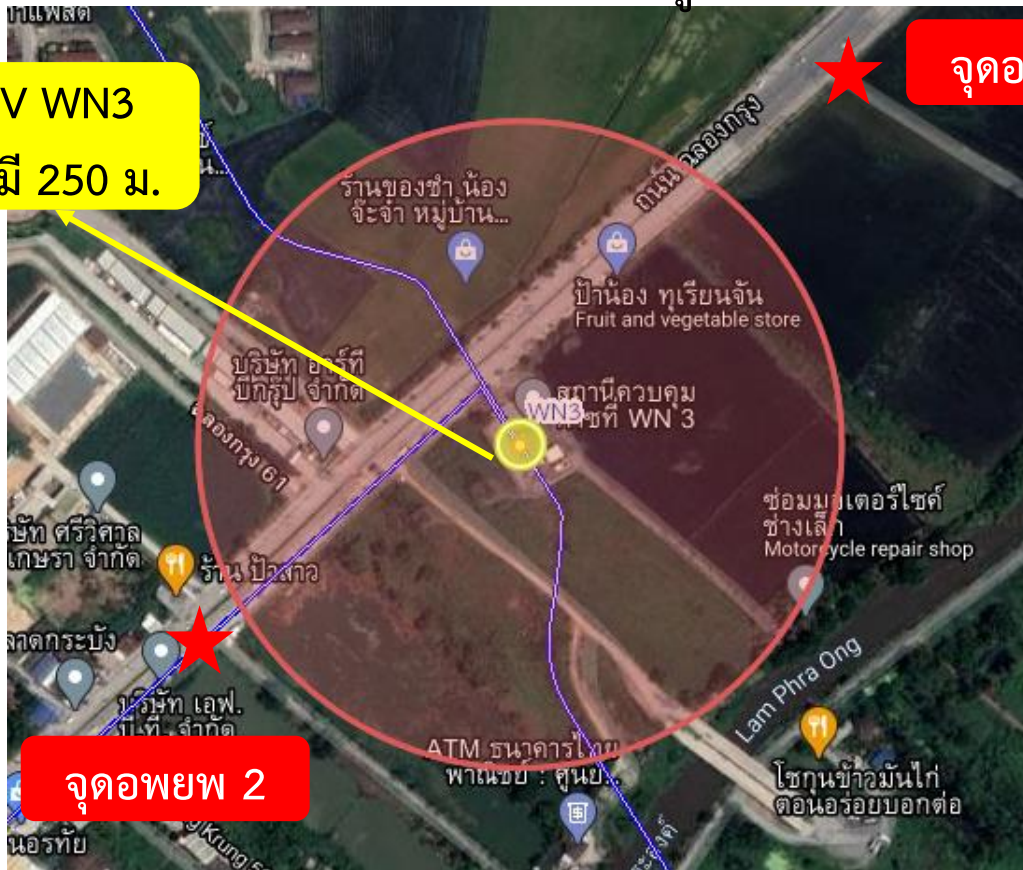 V WN3
มี 250 ม.
จุดอ
ถนน ฉลองกรุง
ร้านของชำ น้อง
จ๊ะจ๋า หมู่บ้าน...
ป้าน้อง ทุเรียนจัน
Fruit and vegetable store
บริษัท อาร์ที
บีกรุ๊ป จำกัด
สถานีควบคุม
WN3
ก๊าซที่ WN 3
ฉลองกรุง 61
ซ่อมมอเตอร์ไซค์
ช่างเล็ก
Motorcycle repair shop
ษัท ศรีวิศาล
เกษรา จำกัด
ร้าน ป้าลาว
ลาดกระบัง
Lam Phra Ong
บริษัท เอฟ.
บี.ที. จำกัด
ATM ธนาคารไทย
พาณิชย์ : ศูนย์...
จุดอพยพ 2
โชกุนข้าวมันไก่
ตอนอร่อยบอกต่อ
นอรทัย
Krung